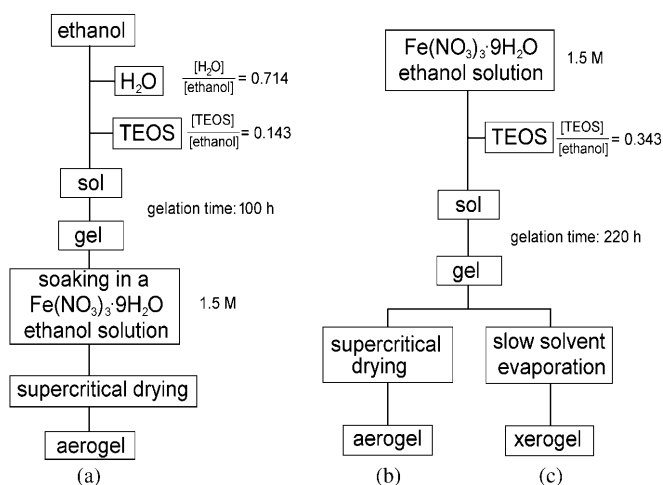 ethanol
H₂O
[H₂O]
[ethanol]
= 0.714
TEOS
[TEOS]
[ethanol]
= 0.143
sol
gelation time: 100 h
gel
soaking in a
Fe(NO₃)₃·9H₂O
ethanol solution
1.5 M
supercritical drying
aerogel
(a)
Fe(NO₃)₃·9H₂O
ethanol solution
1.5 M
TEOS
[TEOS]
[ethanol]
= 0.343
sol
gelation time: 220 h
gel
supercritical
drying
slow solvent
evaporation
aerogel
xerogel
(b)
(c)